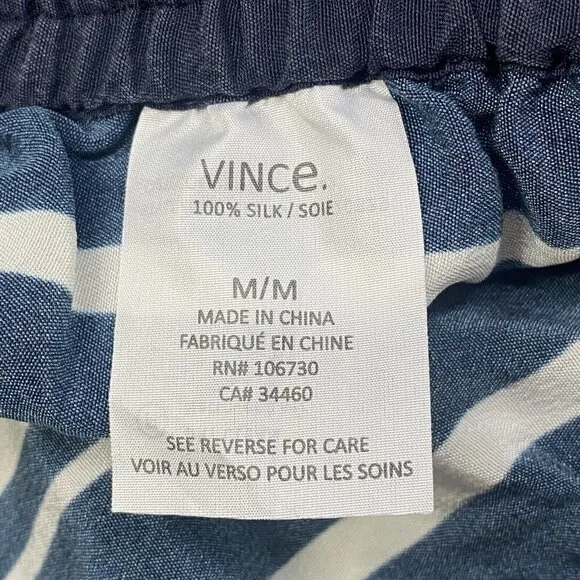 VINCe.
100% SILK / SOIE
M/M
MADE IN CHINA
FABRIQUÉ EN CHINE
RN# 106730
CA# 34460
SEE REVERSE FOR CARE
VOIR AU VERSO POUR LES SOINS